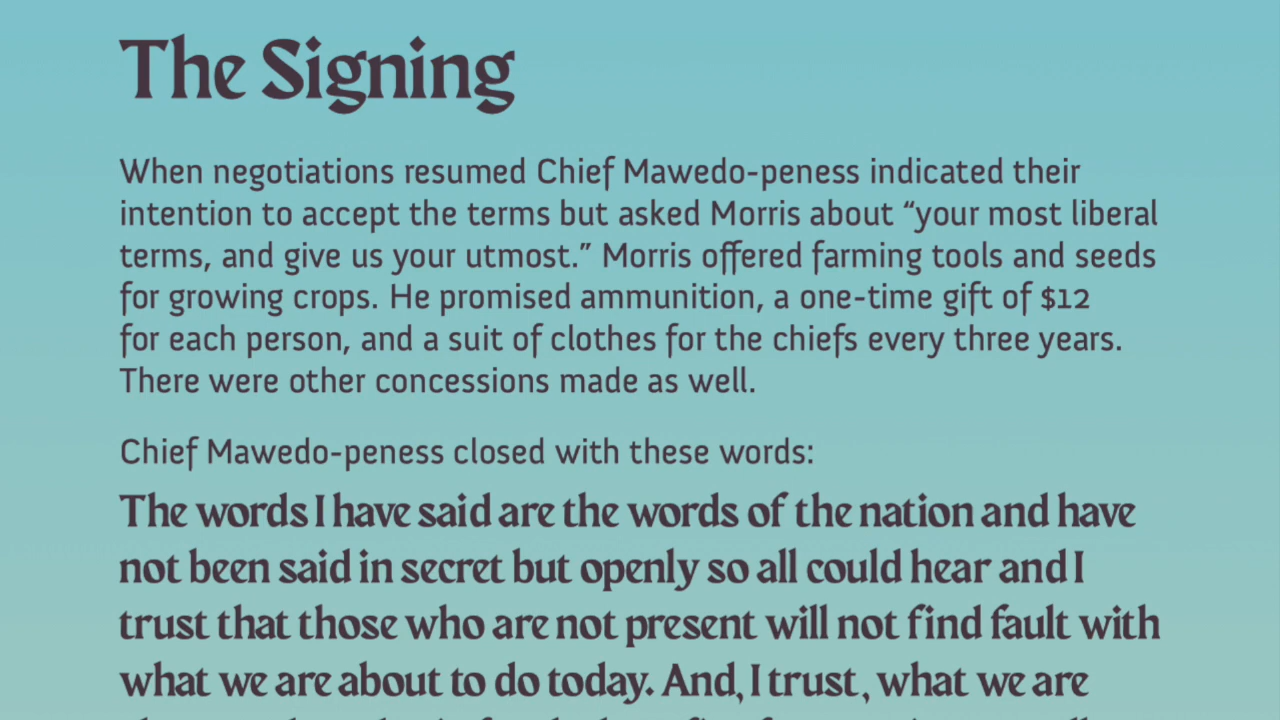 The Signing
When negotiations resumed Chief Mawedo-peness indicated their
intention to accept the terms but asked Morris about “your most liberal
terms, and give us your utmost.” Morris offered farming tools and seeds
for growing crops. He promised ammunition, a one-time gift of $12
for each person, and a suit of clothes for the chiefs every three years.
There were other concessions made as well.
Chief Mawedo-peness closed with these words:
The words I have said are the words of the nation and have
not been said in secret but openly so all could hear and I
trust that those who are not present will not find fault with
what we are about to do today. And, I trust, what we are